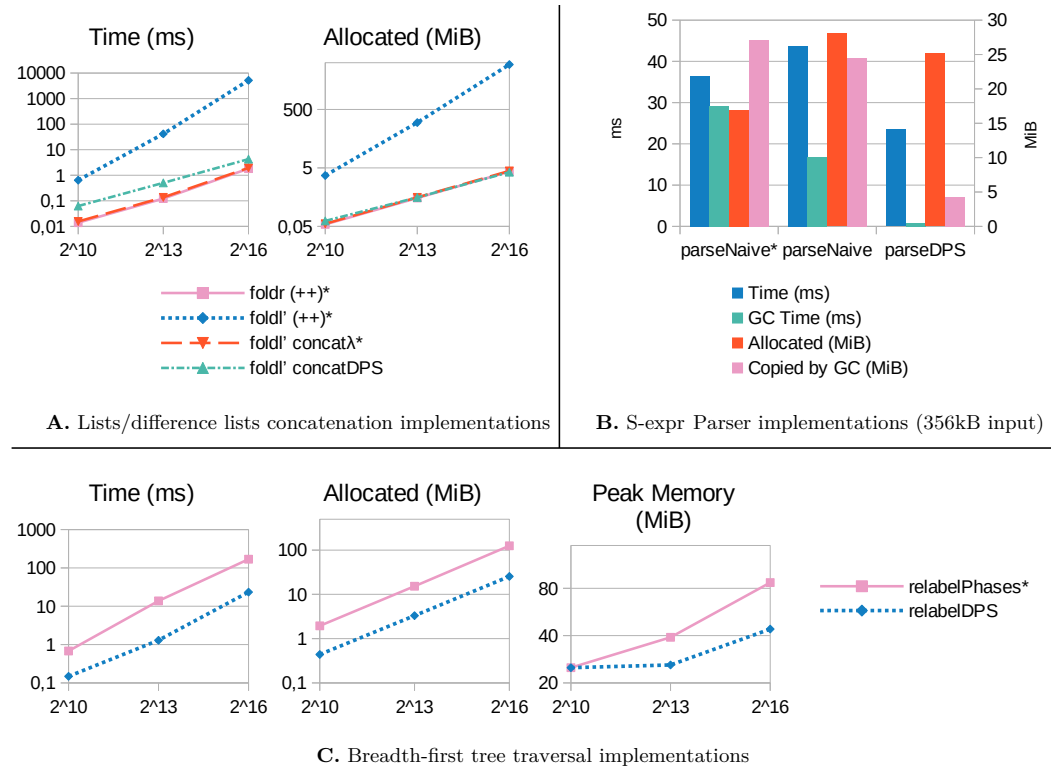 Time (ms)
10000
1000
100
10
1
0,1
0,01
2^10
2^13
2^16
Allocated (MiB)
500
5
0,05
2^10
2^13
2^16
foldr (++)*
foldl’ (++)*
foldl’ concatλ*
foldl’ concatDPS
A. Lists/difference lists concatenation implementations
50
40
30
20
10
0
ms
30
25
20
15
10
5
0
MiB
parseNaive*
parseNaive
parseDPS
Time (ms)
GC Time (ms)
Allocated (MiB)
Copied by GC (MiB)
B. S-expr Parser implementations (356kB input)
Time (ms)
1000
100
10
1
0,1
2^10
2^13
2^16
Allocated (MiB)
100
10
1
0,1
2^10
2^13
2^16
Peak Memory
(MiB)
80
40
20
2^10
2^13
2^16
relabelPhases*
relabelDPS
C. Breadth-first tree traversal implementations